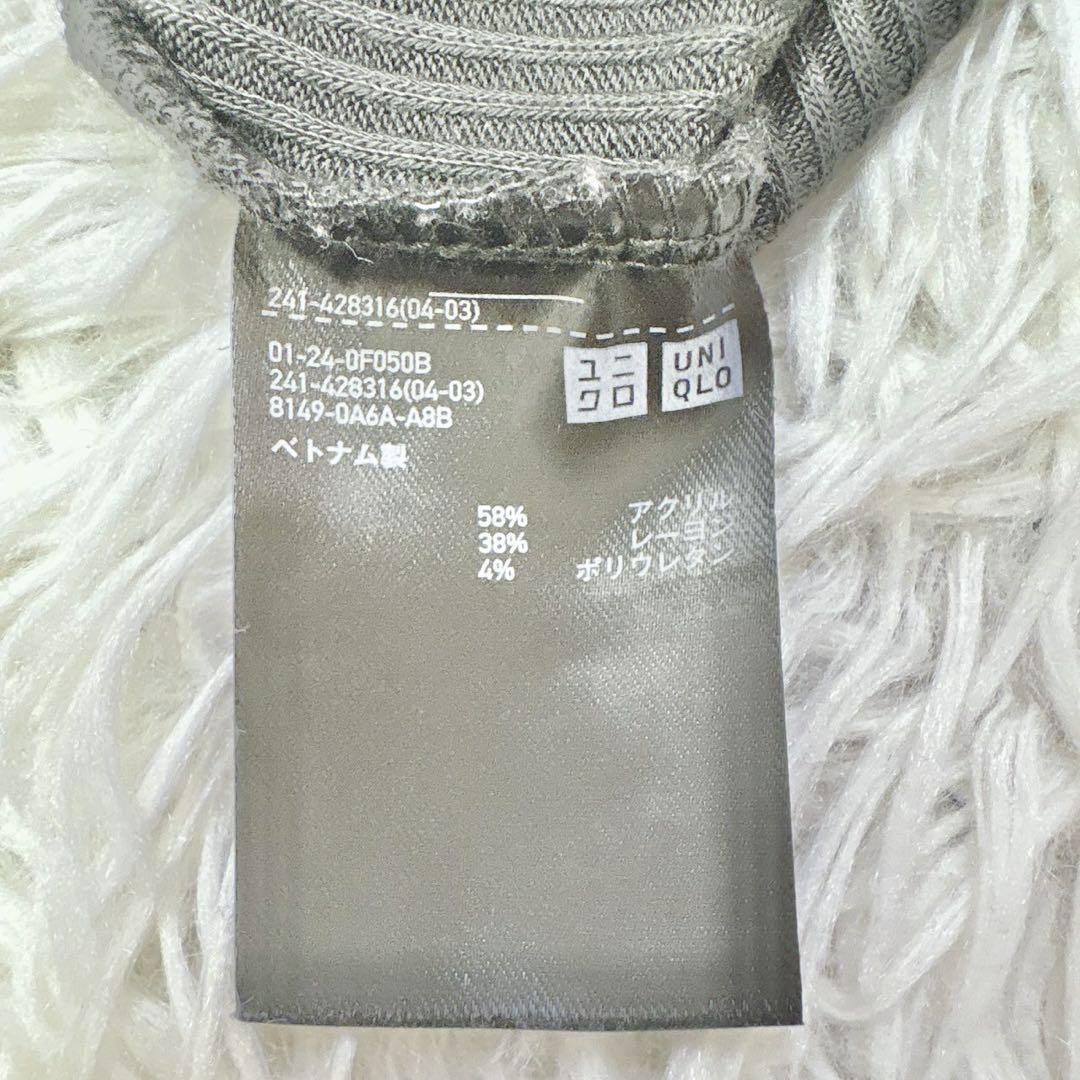 241-428316(04-03)
01-24-0F050B
241-428316(04-03)
8149-0A6A-A8B
ベトナム製
ユニ
クロ
UNI
QLO
58% アクリル
38% レーヨン
4% ポリウレタン